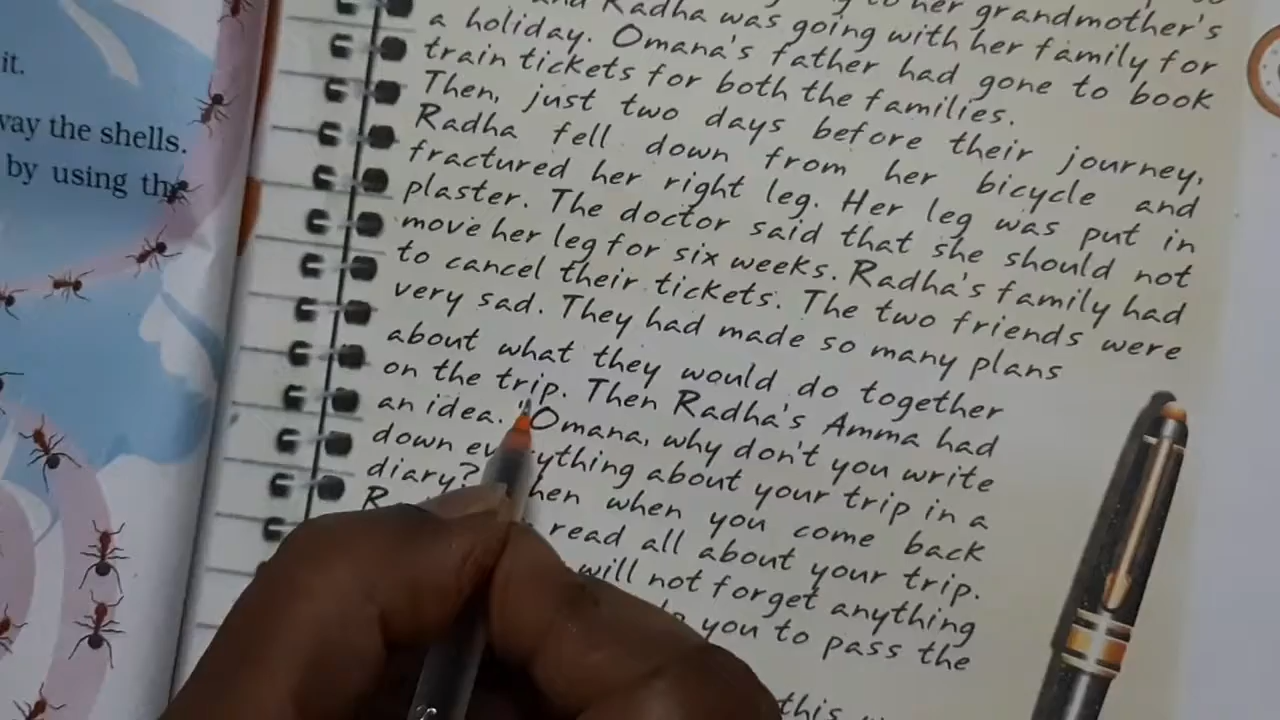 it.
way the shells.
by using the
and Radha was going with her family for
to her grandmother's
a holiday. Omana's father had gone to book
train tickets for both the families.
Then, just two days before their journey,
Radha fell down from her bicycle and
fractured her right leg. Her leg was put in
plaster. The doctor said that she should not
move her leg for six weeks. Radha's family had
to cancel their tickets. The two friends were
very sad. They had made so many plans
about what they would do together
on the trip. Then Radha's Amma had
an idea. "Omana, why don't you write
down everything about your trip in a
diary? Then when you come back
read all about your trip.
will not forget anything
you to pass the
this